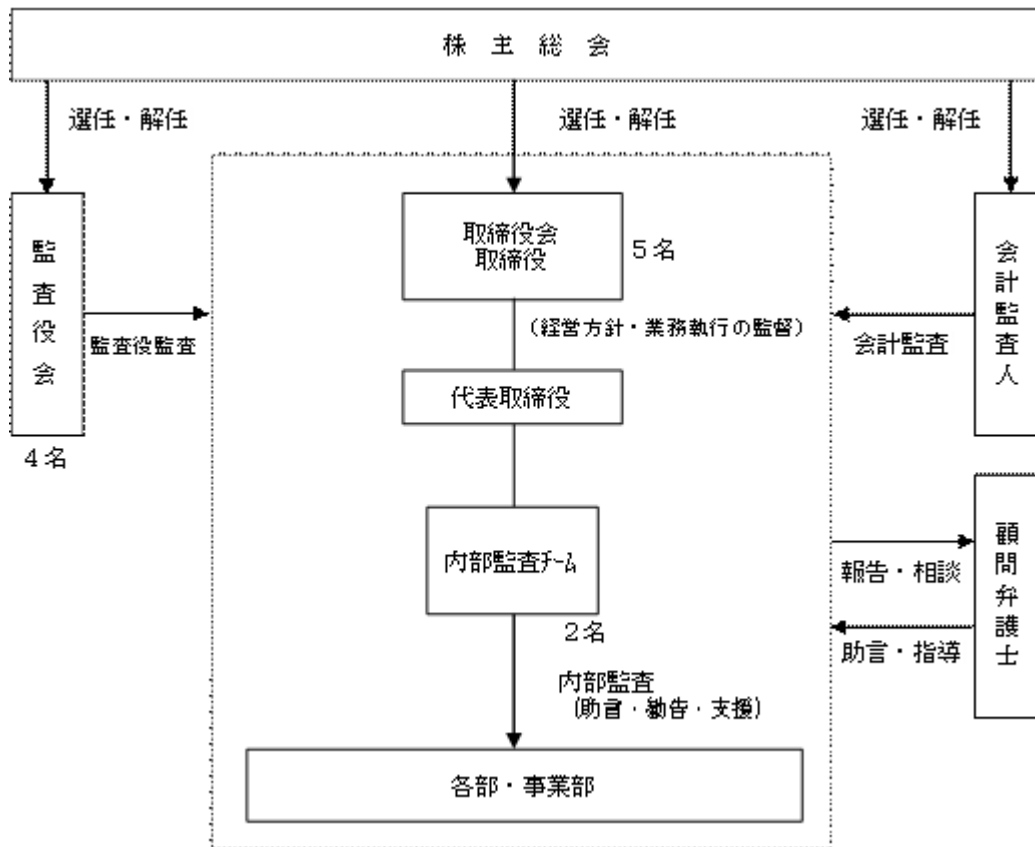 株主総会
選任・解任
選任・解任
選任・解任
監査役会
4名
監査役監査
取締役会
取締役
5名
(経営方針・業務執行の監督)
代表取締役
内部監査ﾁｰﾑ
2名
内部監査
(助言・勧告・支援)
各部・事業部
会計監査人
会計監査
顧問弁護士
報告・相談
助言・指導